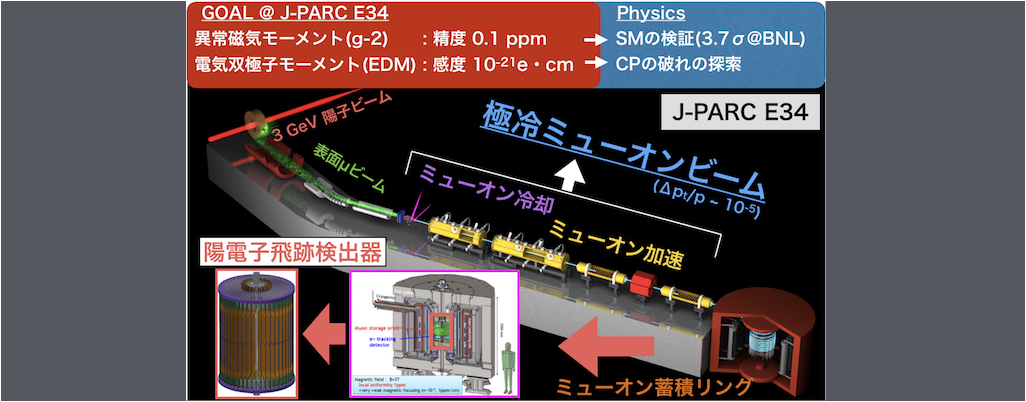 GOAL @ J-PARC E34
異常磁気モーメント(g-2) : 精度 0.1 ppm
電気双極子モーメント(EDM) : 感度 10-21e・cm
Physics
SMの検証(3.7σ@BNL)
CPの破れの探索
J-PARC E34
3 GeV 陽子ビーム
極冷ミューオンビーム
(Δpt/p ~ 10-5)
表面μビーム
ミューオン冷却
ミューオン加速
陽電子飛跡検出器
Muon storage orbit
e+ tracking
detector
Magnetic field : B=3T
local uniformity 1ppm
ミューオン蓄積リング